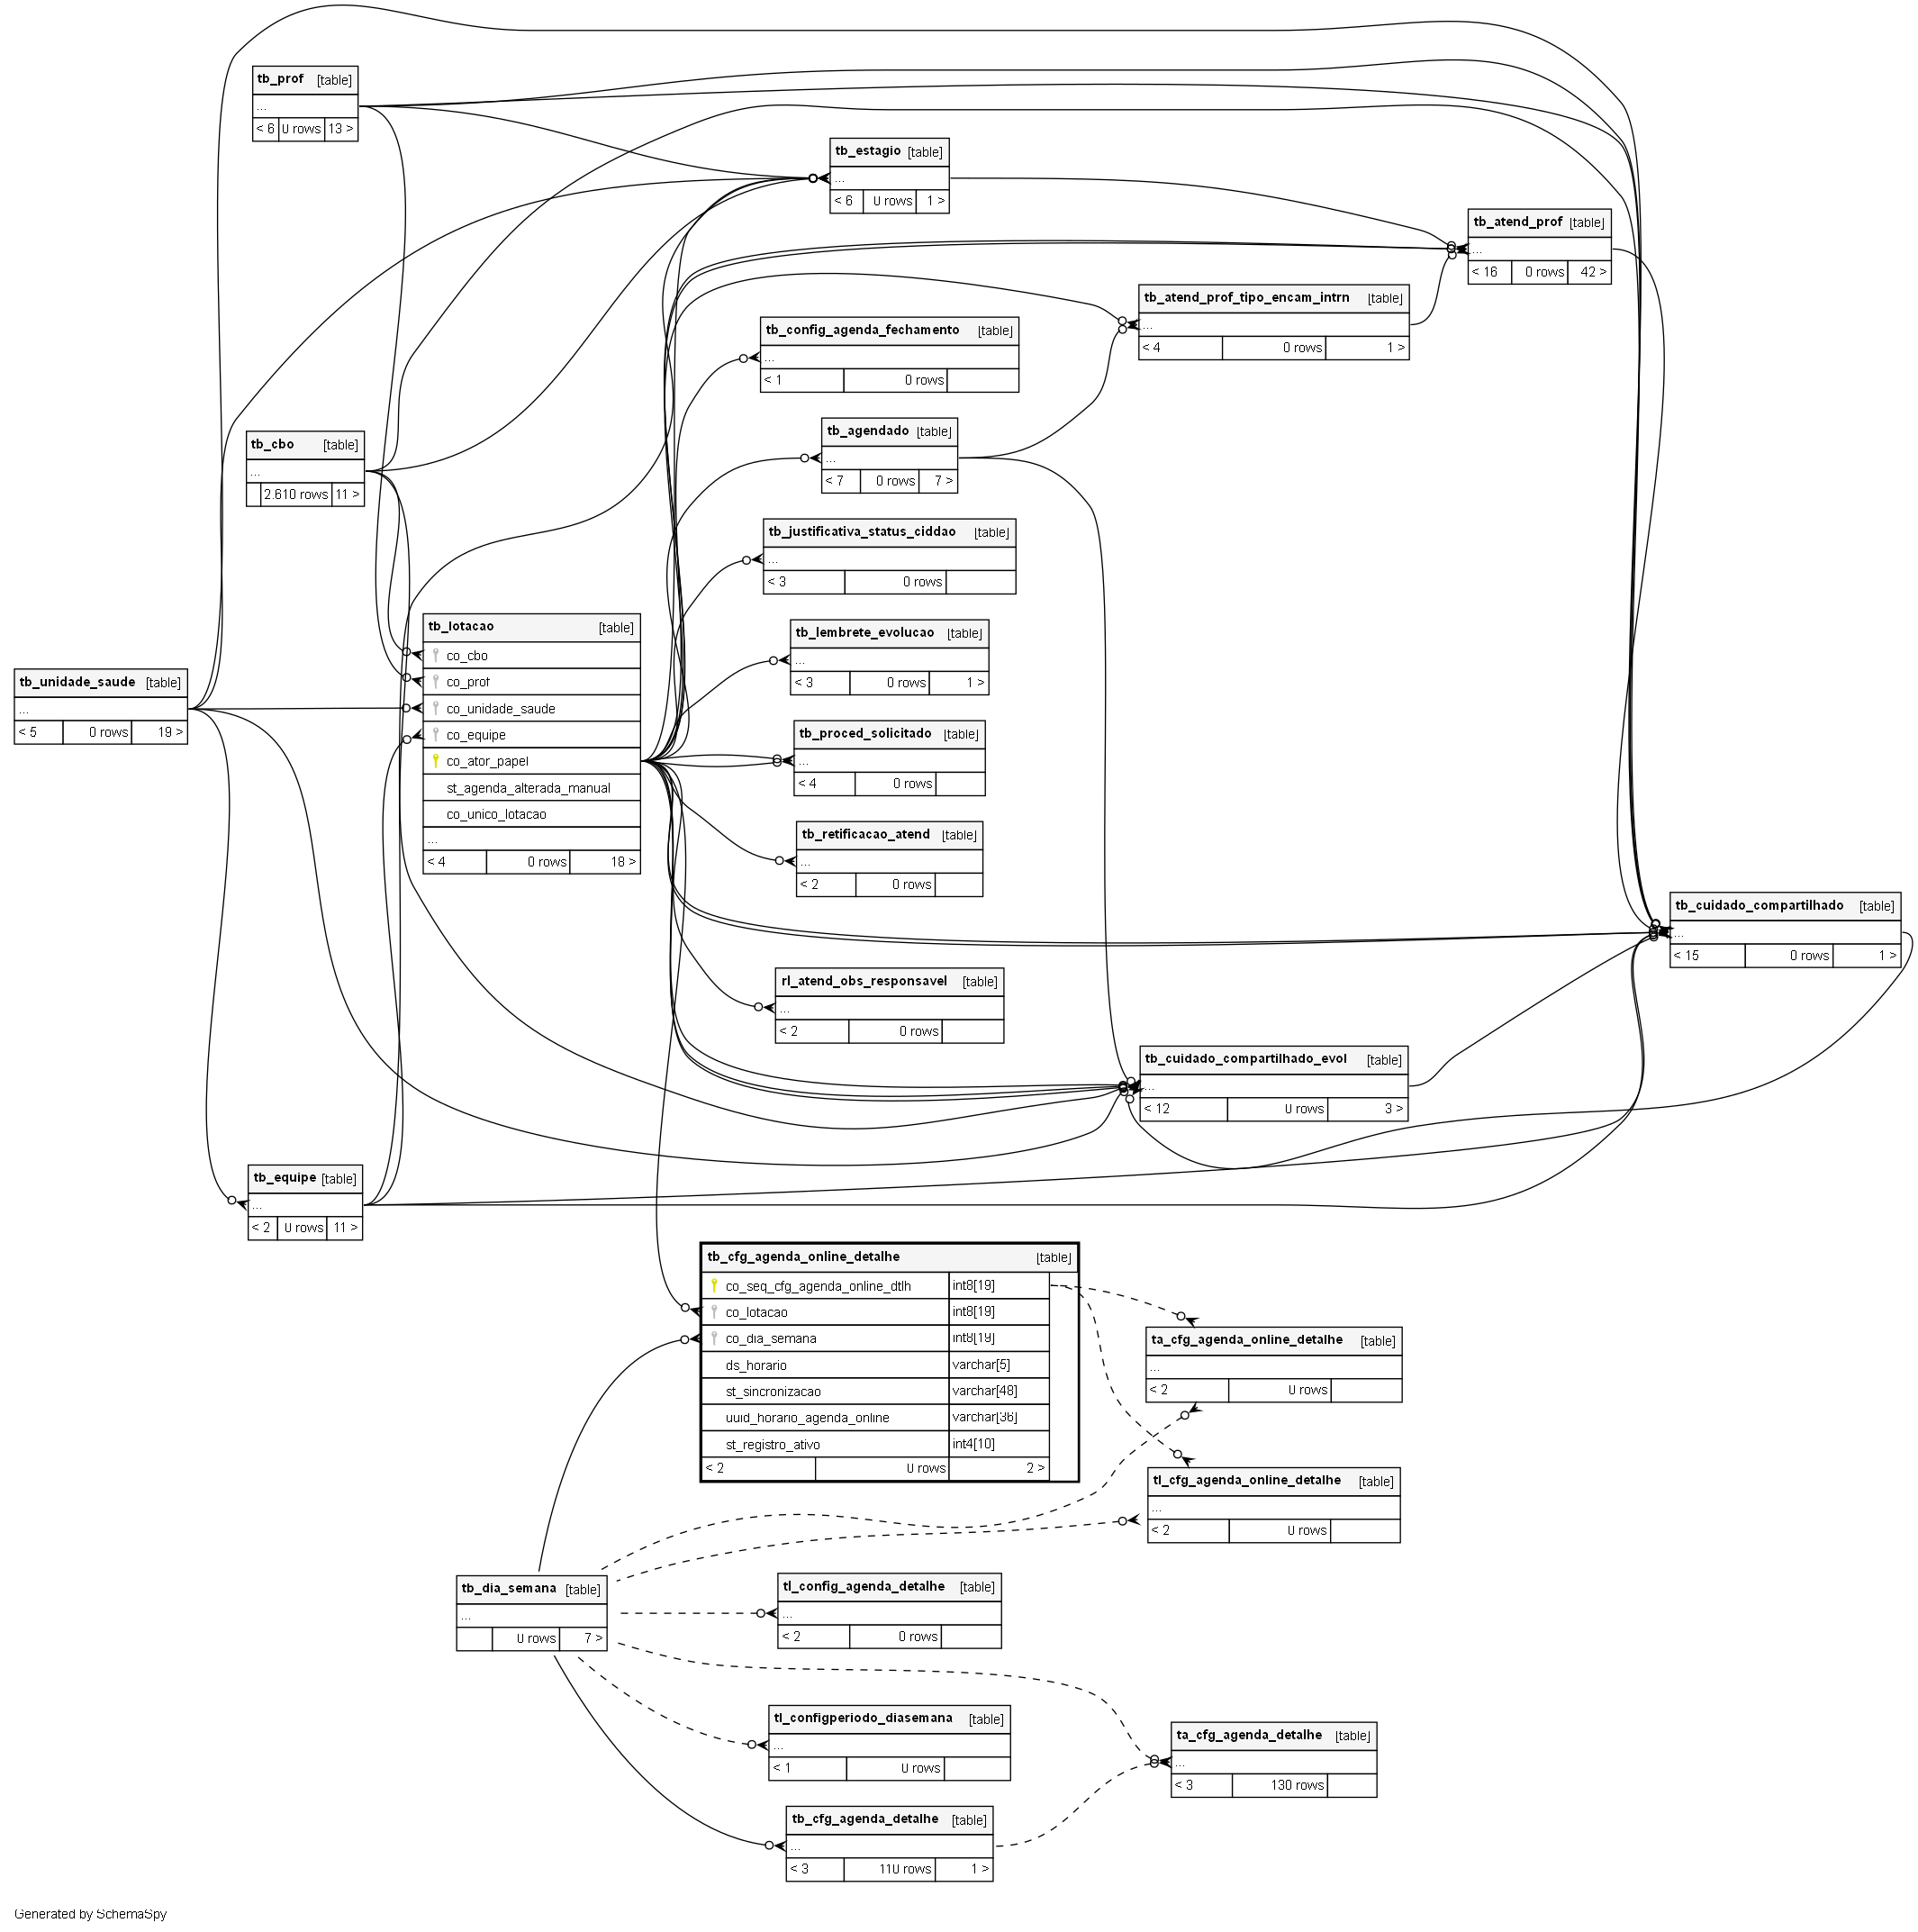 tb_prof [table]
...
< 6 0 rows 13 >
tb_estagio [table]
...
< 6 0 rows 1 >
tb_atend_prof [table]
...
< 16 0 rows 42 >
tb_atend_prof_tipo_encam_intrn [table]
...
< 4 0 rows 1 >
tb_config_agenda_fechamento [table]
...
< 1 0 rows
tb_agendado [table]
...
< 7 0 rows 7 >
tb_cbo [table]
...
2.610 rows 11 >
tb_justificativa_status_ciddao [table]
...
< 3 0 rows
tb_lotacao [table]
co_cbo
co_prof
co_unidade_saude
co_equipe
co_ator_papel
st_agenda_alterada_manual
co_unico_lotacao
...
< 4 0 rows 18 >
tb_lembrete_evolucao [table]
...
< 3 0 rows 1 >
tb_unidade_saude [table]
...
< 5 0 rows 19 >
tb_proced_solicitado [table]
...
< 4 0 rows
tb_retificacao_atend [table]
...
< 2 0 rows
tb_cuidado_compartilhado [table]
...
< 15 0 rows 1 >
rl_atend_obs_responsavel [table]
...
< 2 0 rows
tb_cuidado_compartilhado_evol [table]
...
< 12 0 rows 3 >
tb_equipe [table]
...
< 2 0 rows 11 >
tb_cfg_agenda_online_detalhe [table]
co_seq_cfg_agenda_online_dtlh int8[19]
co_lotacao int8[19]
co_dia_semana int8[19]
ds_horario varchar[5]
st_sincronizacao varchar[48]
uuid_horario_agenda_online varchar[36]
st_registro_ativo int4[10]
< 2 0 rows 2 >
ta_cfg_agenda_online_detalhe [table]
...
< 2 0 rows
tl_cfg_agenda_online_detalhe [table]
...
< 2 0 rows
tb_dia_semana [table]
...
0 rows 7 >
tl_config_agenda_detalhe [table]
...
< 2 0 rows
tl_configperiodo_diasemana [table]
...
< 1 0 rows
ta_cfg_agenda_detalhe [table]
...
< 3 130 rows
tb_cfg_agenda_detalhe [table]
...
< 3 110 rows 1 >
Generated by SchemaSpy